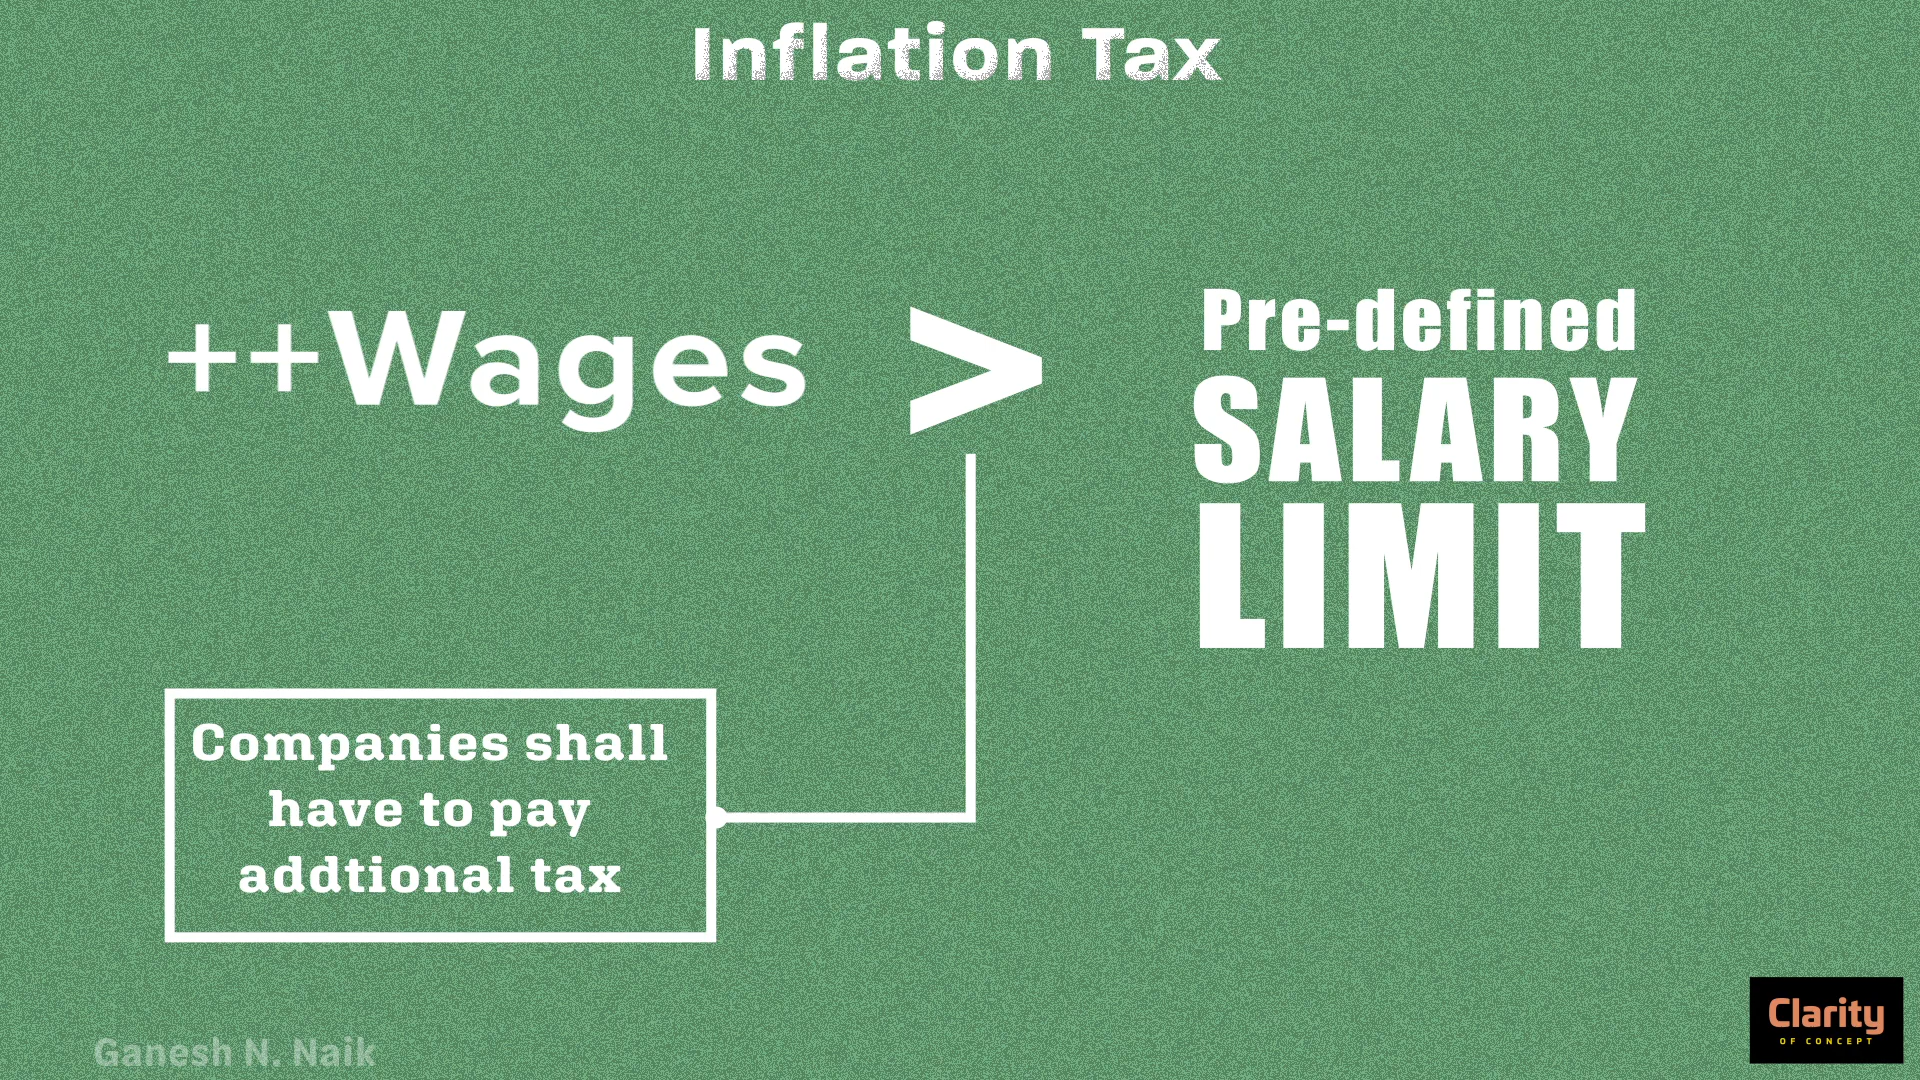 Inflation Tax
++Wages > Pre-defined
SALARY
LIMIT
Companies shall
have to pay
addtional tax
Ganesh N. Naik
Clarity
OF CONCEPT